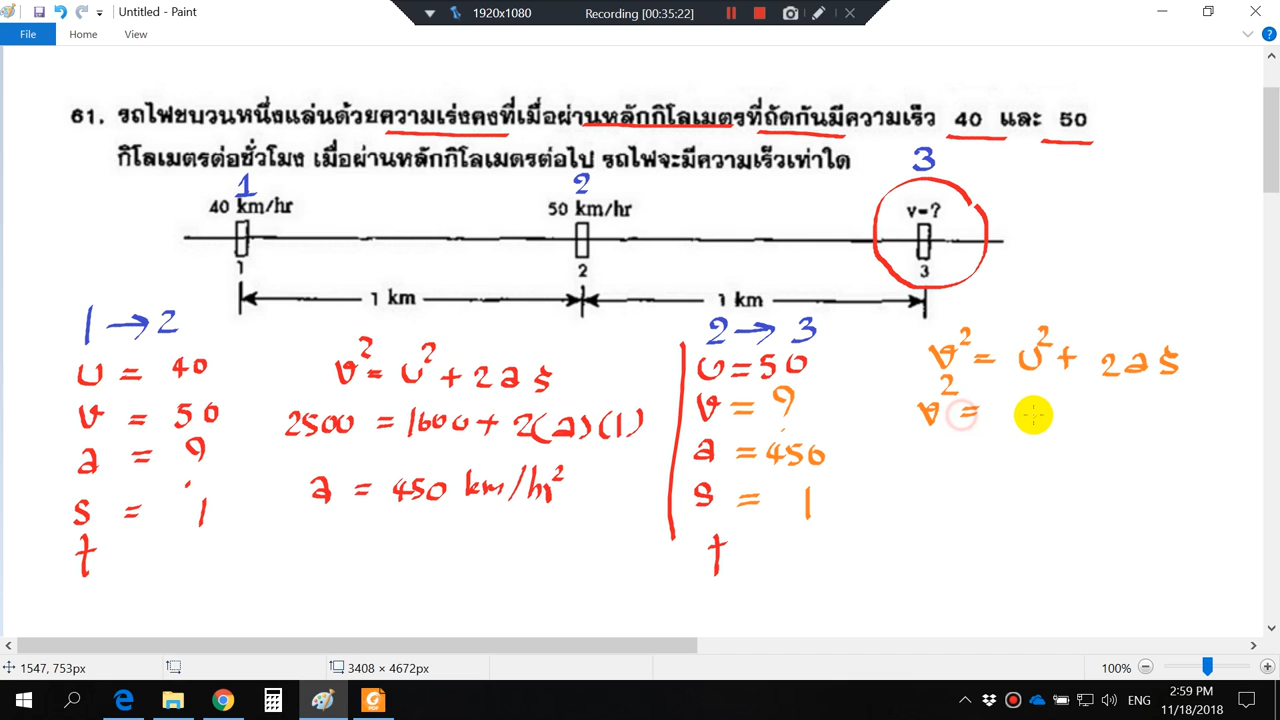 Untitled - Paint
1920x1080
Recording [00:35:22]
File Home View
61. รถไฟขบวนหนึ่งแล่นด้วยความเร่งคงที่เมื่อผ่านหลักกิโลเมตรที่ถัดกันมีความเร็ว 40 และ 50
กิโลเมตรต่อชั่วโมง เมื่อผ่านหลักกิโลเมตรต่อไป รถไฟจะมีความเร็วเท่าใด
1 2 3
40 km/hr 50 km/hr v=?
1 2 3
1 km 1 km
1 → 2
u = 40
v = 50
a = ?
s = 1
t
v² = u² + 2as
2500 = 1600 + 2(a)(1)
a = 450 km/hr²
2 → 3
u = 50
v = ?
a = 450
s = 1
t
v² = u² + 2as
v² =
1547, 753px
3408 × 4672px
100%
ENG
2:59 PM
11/18/2018